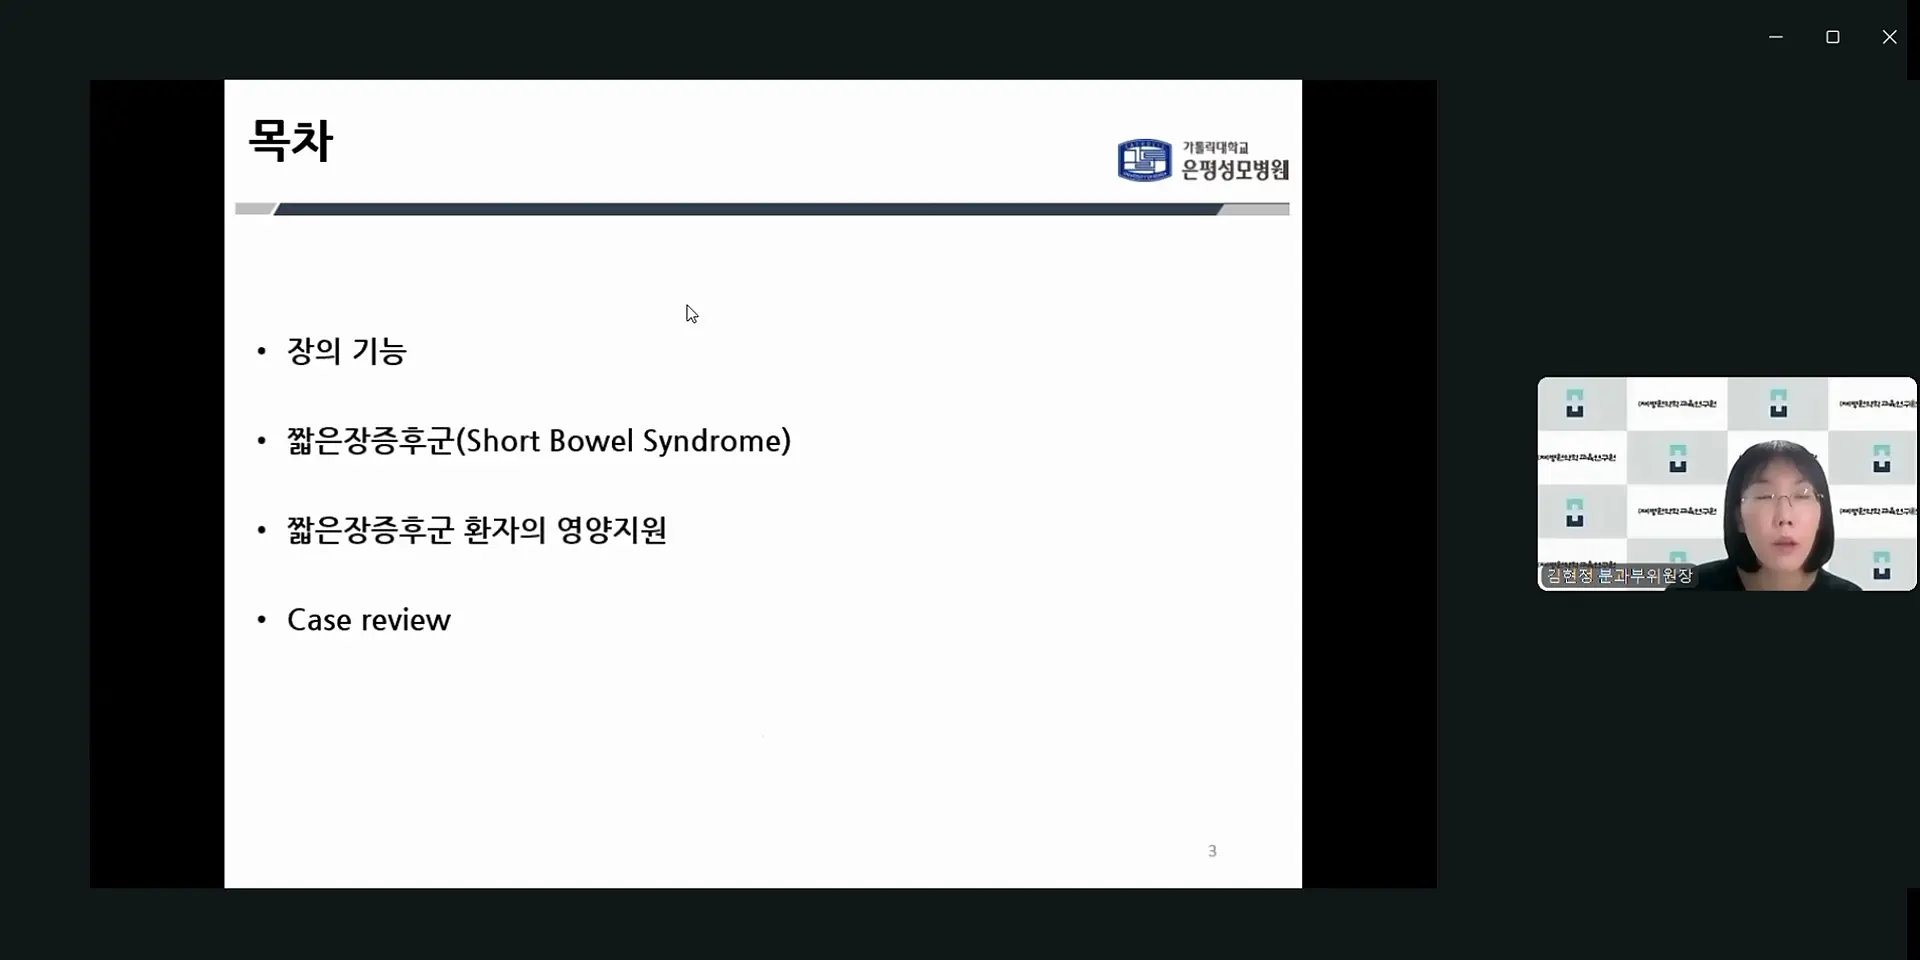 목차
가톨릭대학교
은평성모병원
• 장의 기능
• 짧은장증후군(Short Bowel Syndrome)
• 짧은장증후군 환자의 영양지원
• Case review
3
김현정 분과부위원장